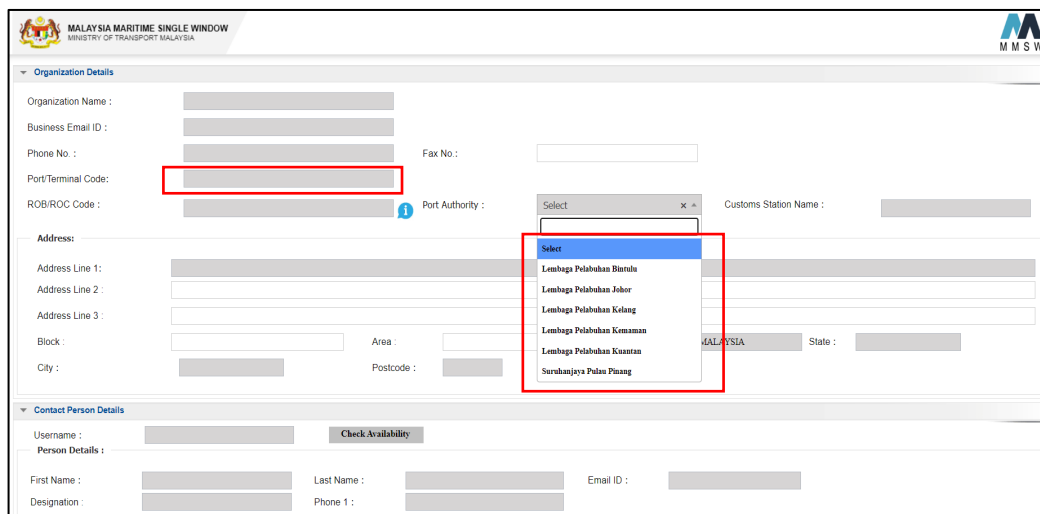 MALAYSIA MARITIME SINGLE WINDOW
MINISTRY OF TRANSPORT MALAYSIA
MMSW
Organization Details
Organization Name :
Business Email ID :
Phone No. : Fax No.:
Port/Terminal Code:
ROB/ROC Code : i Port Authority : Select x Customs Station Name :
Address:
Select
Address Line 1: Lembaga Pelabuhan Bintulu
Address Line 2 : Lembaga Pelabuhan Johor
Address Line 3 : Lembaga Pelabuhan Kelang
Lembaga Pelabuhan Kemaman
Block : Area : MALAYSIA State :
Lembaga Pelabuhan Kuantan
City : Postcode : Suruhanjaya Pulau Pinang
Contact Person Details
Username : Check Availability
Person Details :
First Name : Last Name : Email ID :
Designation : Phone 1 :